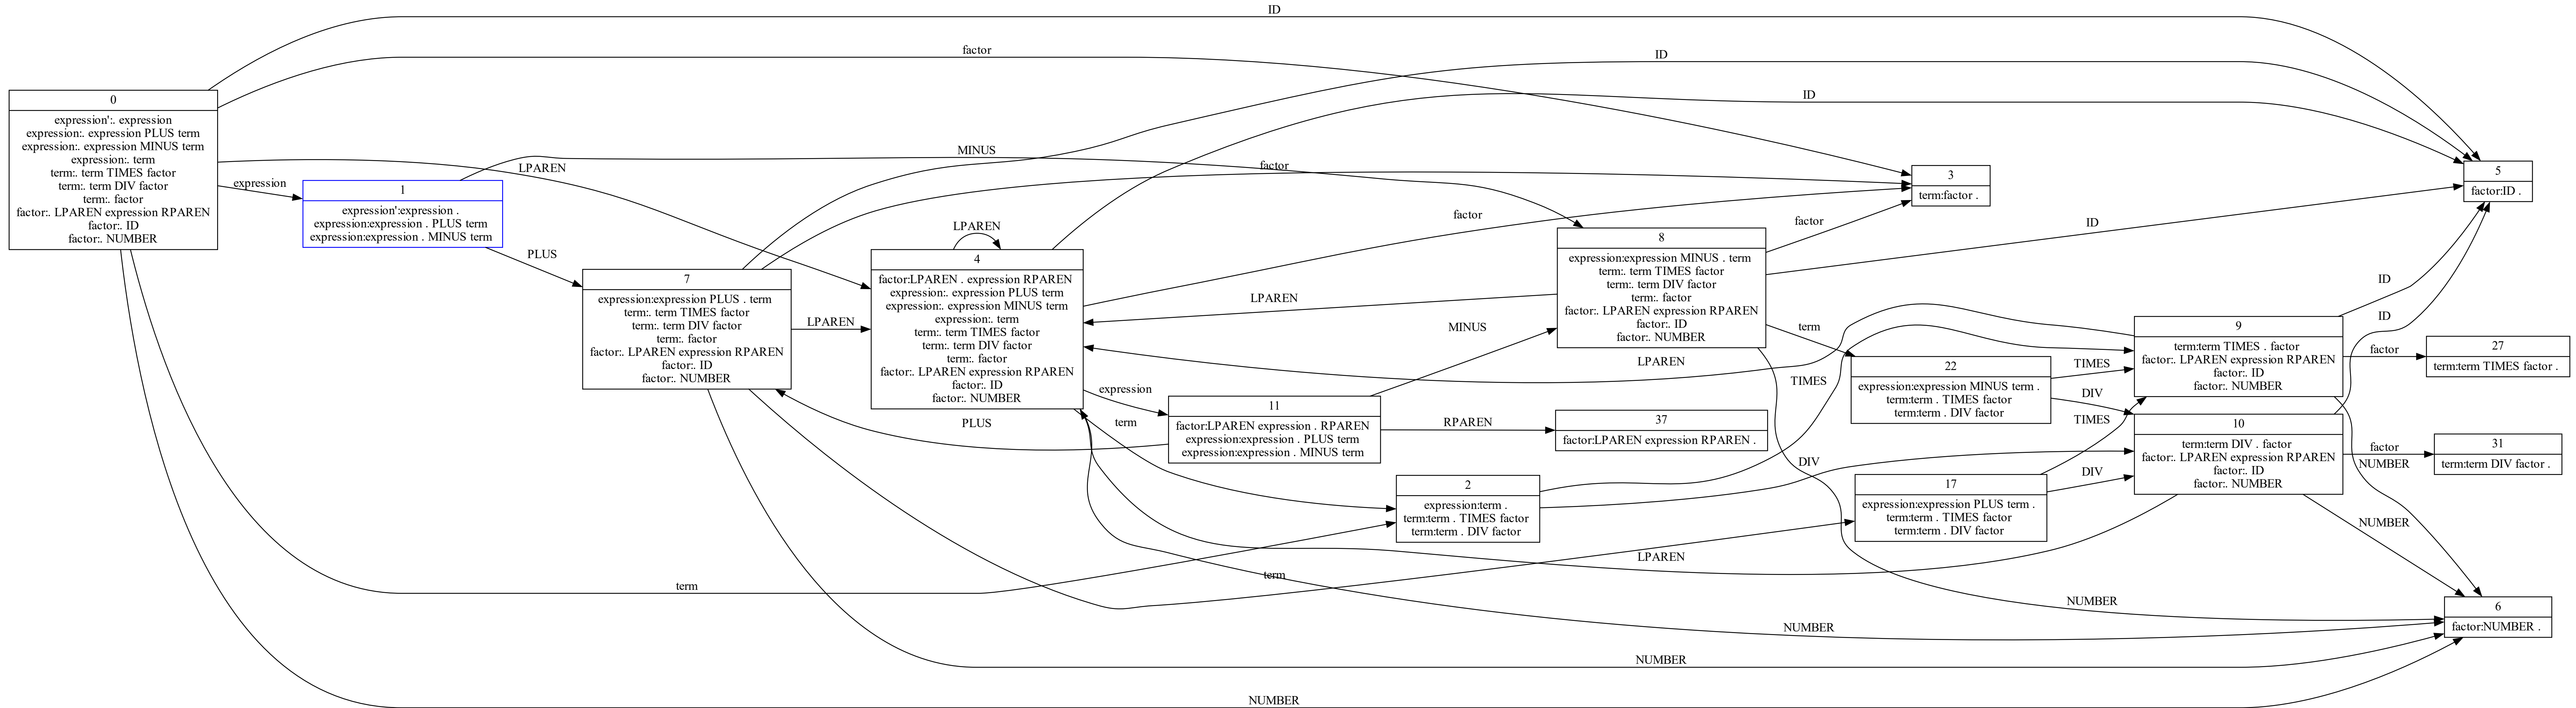 ID
factor
ID
ID
0
expression':. expression
expression:. expression PLUS term
expression:. expression MINUS term
expression:. term
term:. term TIMES factor
term:. term DIV factor
term:. factor
factor:. LPAREN expression RPAREN
factor:. ID
factor:. NUMBER
LPAREN
expression
1
expression':expression .
expression:expression . PLUS term
expression:expression . MINUS term
MINUS
PLUS
7
expression:expression PLUS . term
term:. term TIMES factor
term:. term DIV factor
term:. factor
factor:. LPAREN expression RPAREN
factor:. ID
factor:. NUMBER
LPAREN
LPAREN
4
factor:LPAREN . expression RPAREN
expression:. expression PLUS term
expression:. expression MINUS term
expression:. term
term:. term TIMES factor
term:. term DIV factor
term:. factor
factor:. LPAREN expression RPAREN
factor:. ID
factor:. NUMBER
factor
factor
LPAREN
expression
term
PLUS
11
factor:LPAREN expression . RPAREN
expression:expression . PLUS term
expression:expression . MINUS term
MINUS
RPAREN
37
factor:LPAREN expression RPAREN .
2
expression:term .
term:term . TIMES factor
term:term . DIV factor
8
expression:expression MINUS . term
term:. term TIMES factor
term:. term DIV factor
term:. factor
factor:. LPAREN expression RPAREN
factor:. ID
factor:. NUMBER
factor
ID
term
LPAREN
TIMES
DIV
3
term:factor .
22
expression:expression MINUS term .
term:term . TIMES factor
term:term . DIV factor
TIMES
DIV
17
expression:expression PLUS term .
term:term . TIMES factor
term:term . DIV factor
TIMES
DIV
9
term:term TIMES . factor
factor:. LPAREN expression RPAREN
factor:. ID
factor:. NUMBER
10
term:term DIV . factor
factor:. LPAREN expression RPAREN
factor:. ID
factor:. NUMBER
ID
ID
factor
27
term:term TIMES factor .
factor
NUMBER
31
term:term DIV factor .
NUMBER
5
factor:ID .
6
factor:NUMBER .
LPAREN
term
term
NUMBER
NUMBER
NUMBER
NUMBER